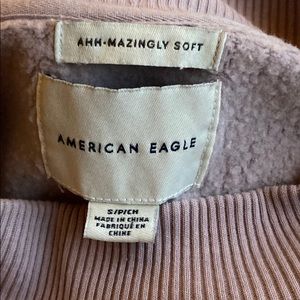 AHH-MAZINGLY SOFT
AMERICAN EAGLE
S/P/CH
MADE IN CHINA
FABRIQUÉ EN
CHINE